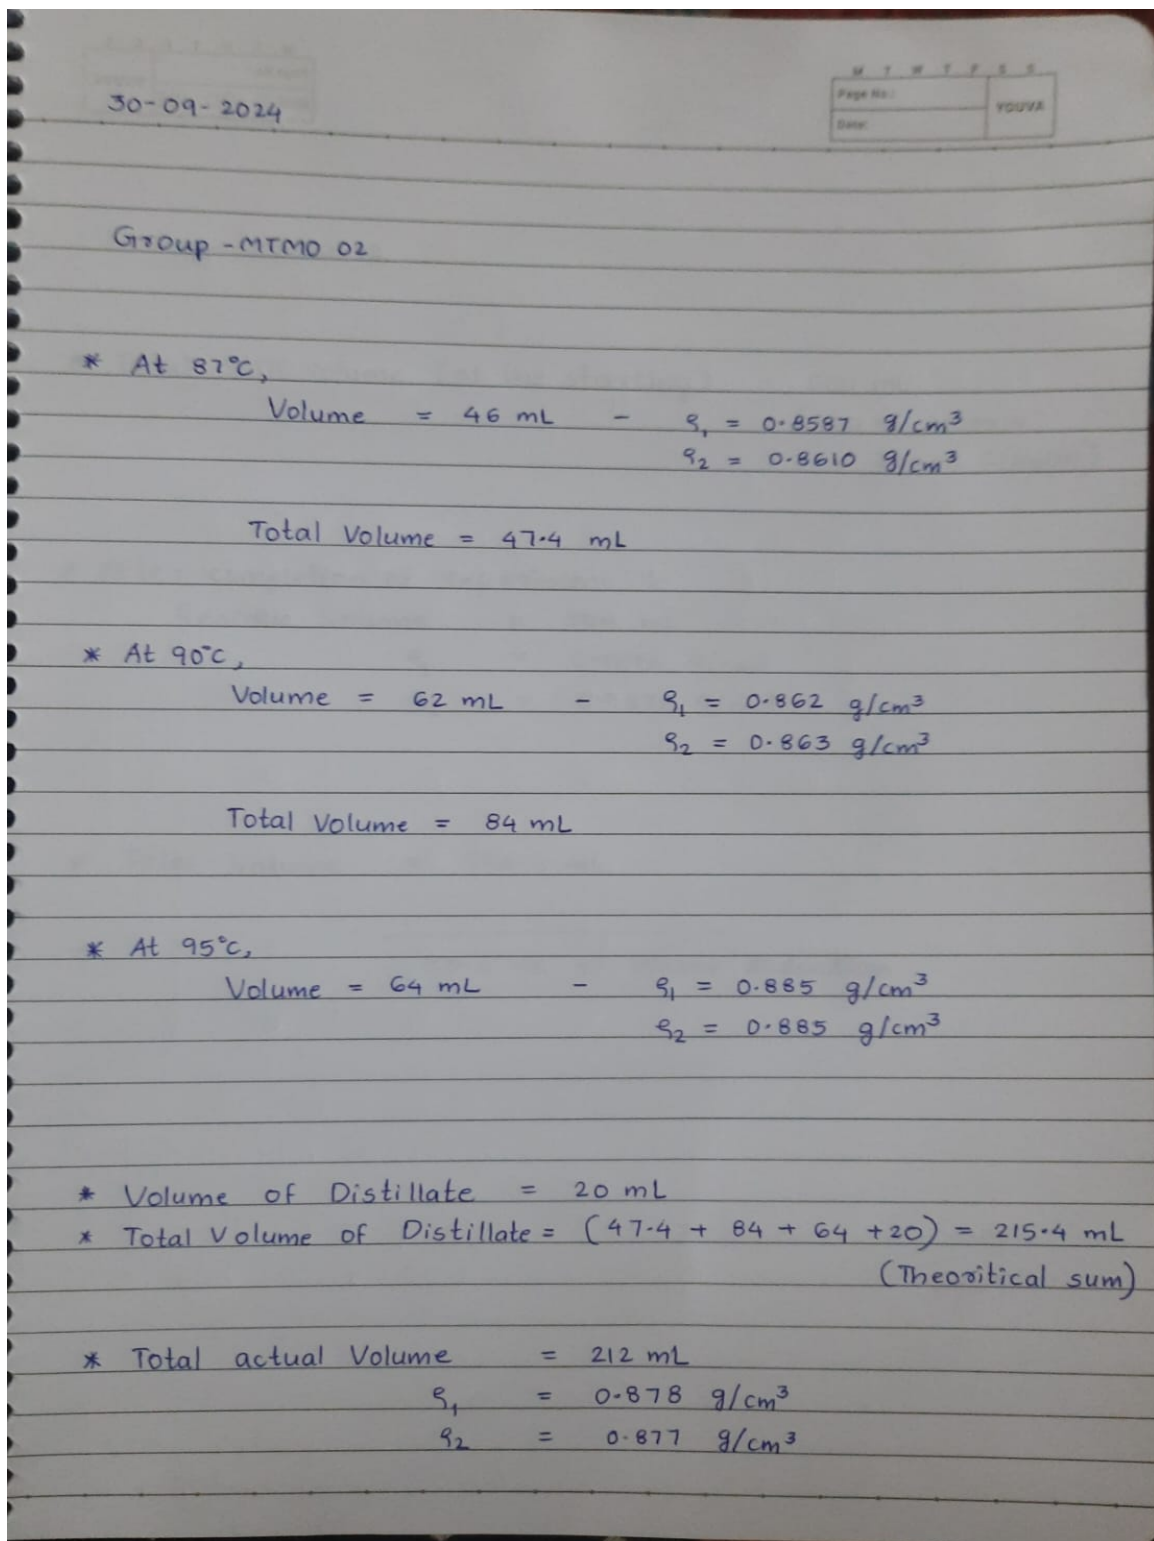 M T W T F S S
Page No.:
YOUVA
Date:
30-09-2024
Group - MTMO 02
* At 87°C,
Volume = 46 mL - ρ₁ = 0.8587 g/cm³
ρ₂ = 0.8610 g/cm³
Total Volume = 47.4 mL
* At 90°C,
Volume = 62 mL - ρ₁ = 0.862 g/cm³
ρ₂ = 0.863 g/cm³
Total Volume = 84 mL
* At 95°C,
Volume = 64 mL - ρ₁ = 0.885 g/cm³
ρ₂ = 0.885 g/cm³
* Volume of Distillate = 20 mL
* Total Volume of Distillate = (47.4 + 84 + 64 + 20) = 215.4 mL
(Theoritical sum)
* Total actual Volume = 212 mL
ρ₁ = 0.878 g/cm³
ρ₂ = 0.877 g/cm³